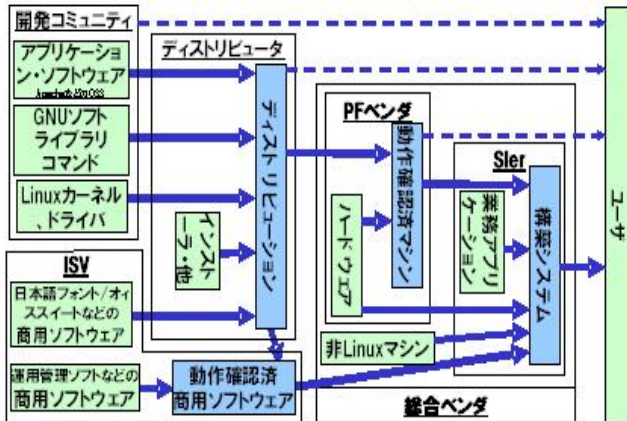 開発コミュニティ
アプリケーショ
ン・ソフトウェア
GNUソフト
ライブラリ
コマンド
Linuxカーネル
、ドライバ
ISV
日本語フォント/オィ
ススイートなどの
商用ソフトウェア
運用管理ソフトなどの
商用ソフトウェア
ディストリビュータ
ディストリビューション
インスト
ーラ・他
動作確認済
商用ソフトウェア
PFベンダ
動作確認済マシン
ハードウェア
非Linuxマシン
SIer
業務アプリ
ケーション
構築システム
総合ベンダ
ユーザ